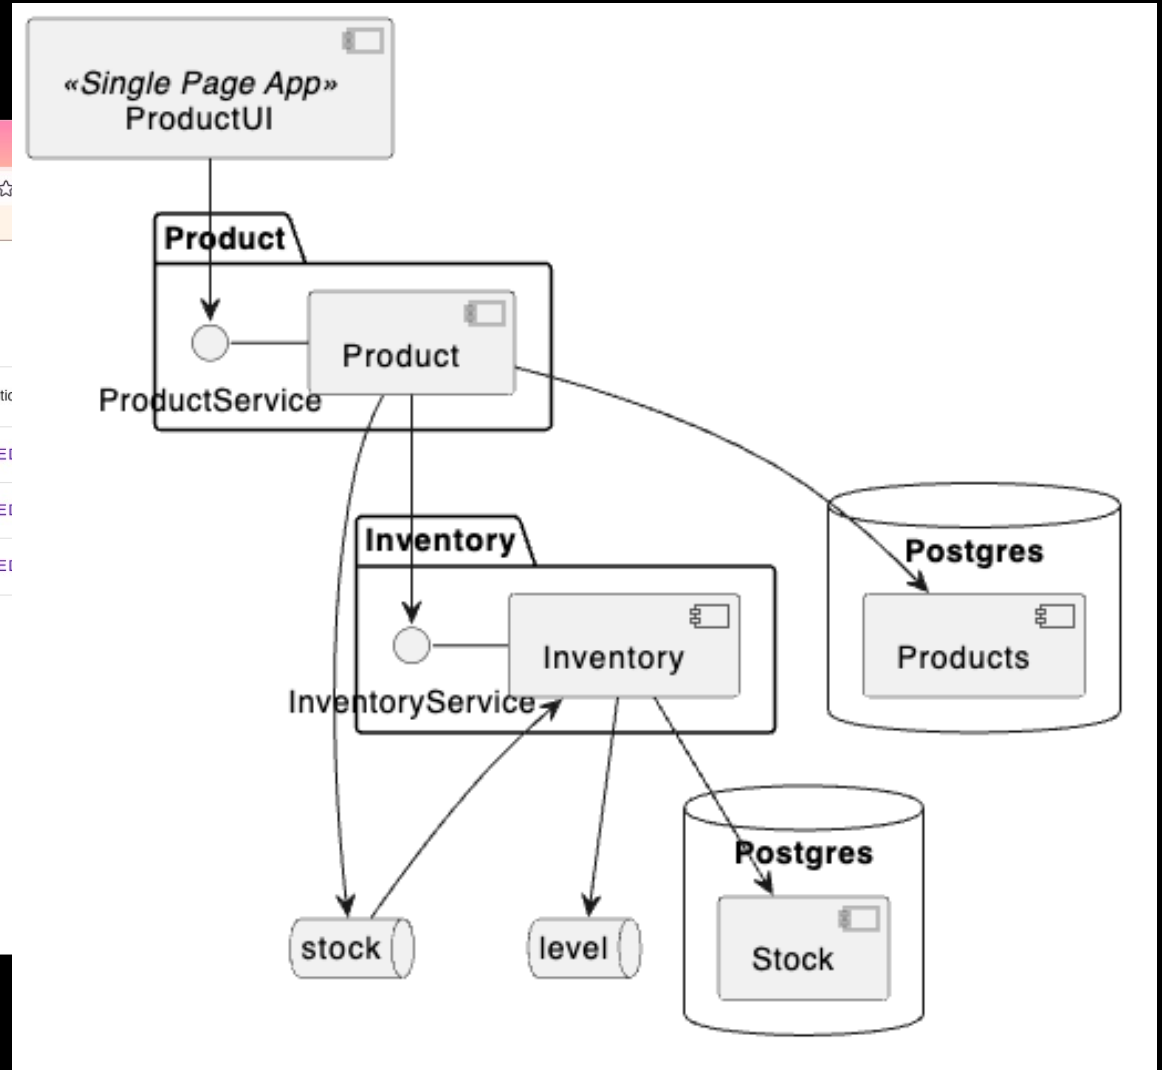 «Single Page App»
ProductUI
Product
Product
ProductService
Inventory
Inventory
InventoryService
Postgres
Products
Postgres
Stock
stock
level